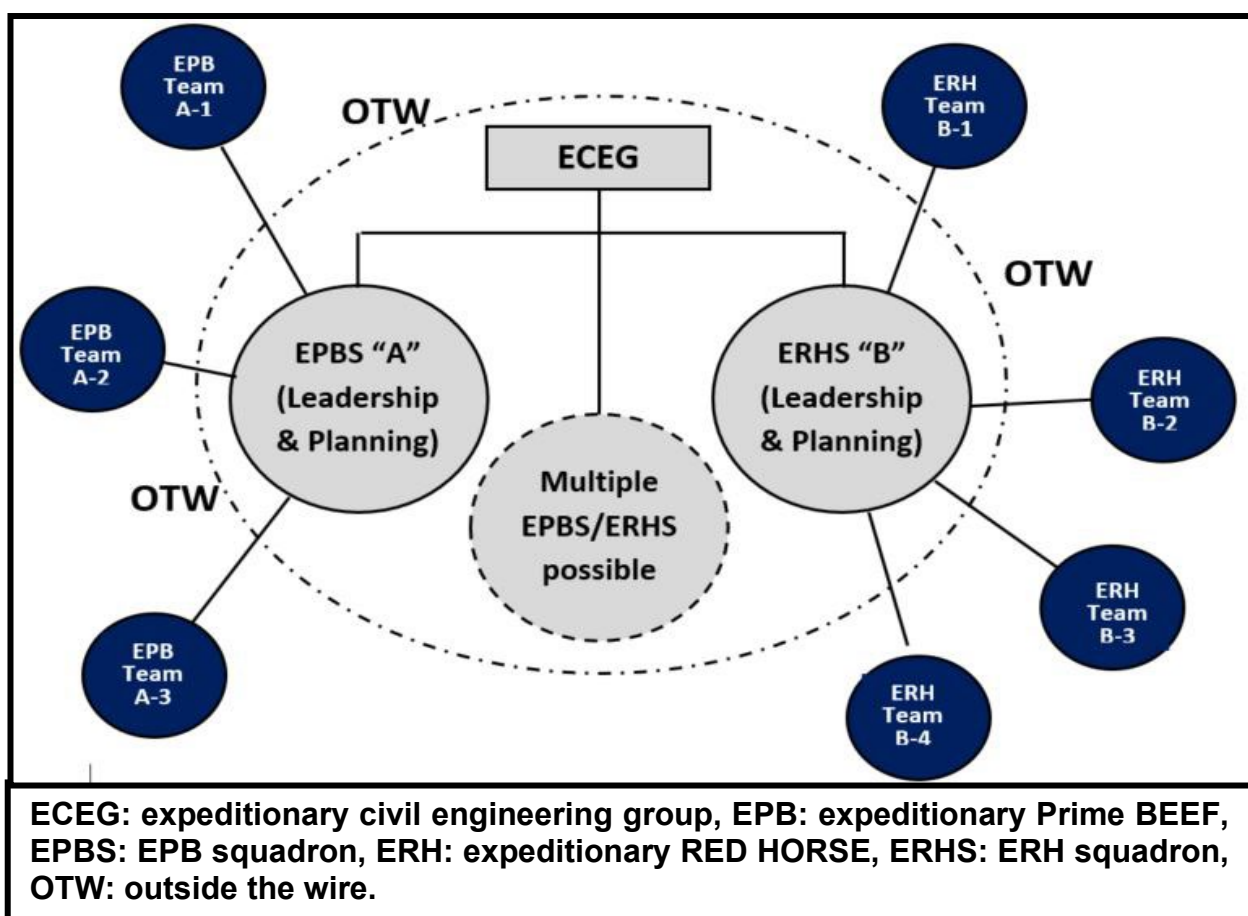 EPB
Team
A-1
OTW
ECEG
ERH
Team
B-1
OTW
EPB
Team
A-2
EPBS “A”
(Leadership
& Planning)
ERHS “B”
(Leadership
& Planning)
ERH
Team
B-2
OTW
Multiple
EPBS/ERHS
possible
EPB
Team
A-3
ERH
Team
B-3
ERH
Team
B-4
ECEG: expeditionary civil engineering group, EPB: expeditionary Prime BEEF,
EPBS: EPB squadron, ERH: expeditionary RED HORSE, ERHS: ERH squadron,
OTW: outside the wire.